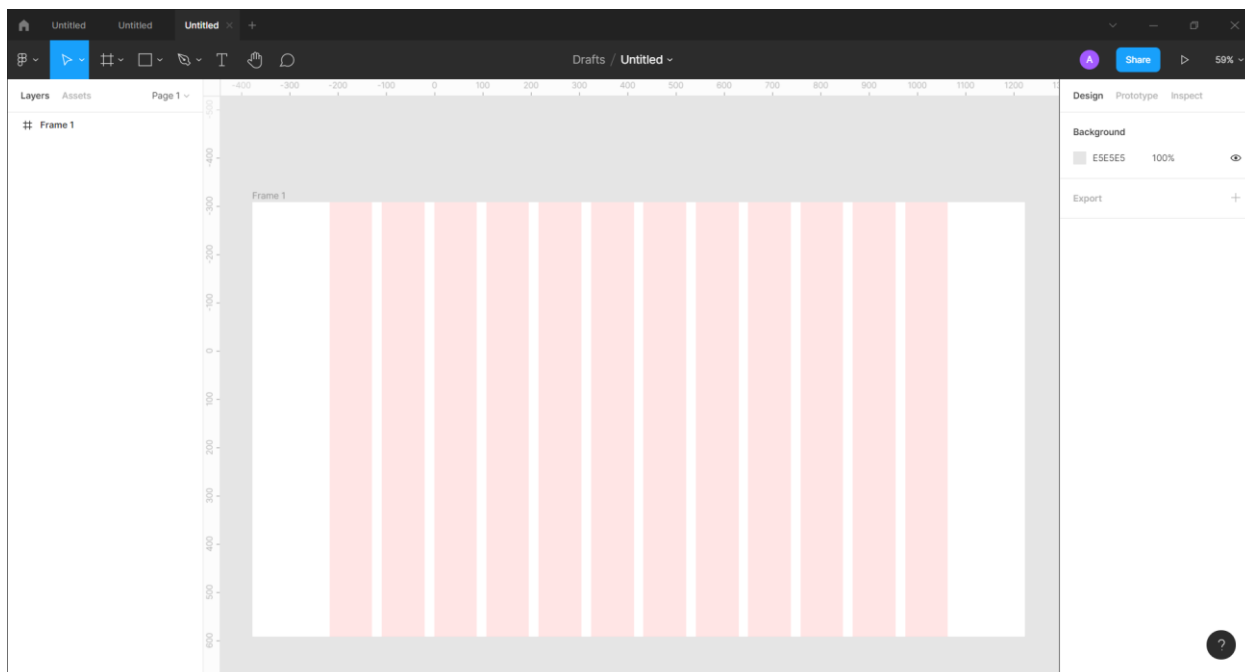 Untitled Untitled Untitled
Drafts / Untitled A Share 59%
Layers Assets Page 1
-400 -300 -200 -100 0 100 200 300 400 500 600 700 800 900 1000 1100 1200
Design Prototype Inspect
Frame 1
Background
E5E5E5 100%
Export
Frame 1
-500
-400
-300
-200
-100
0
100
200
300
400
500
600
?